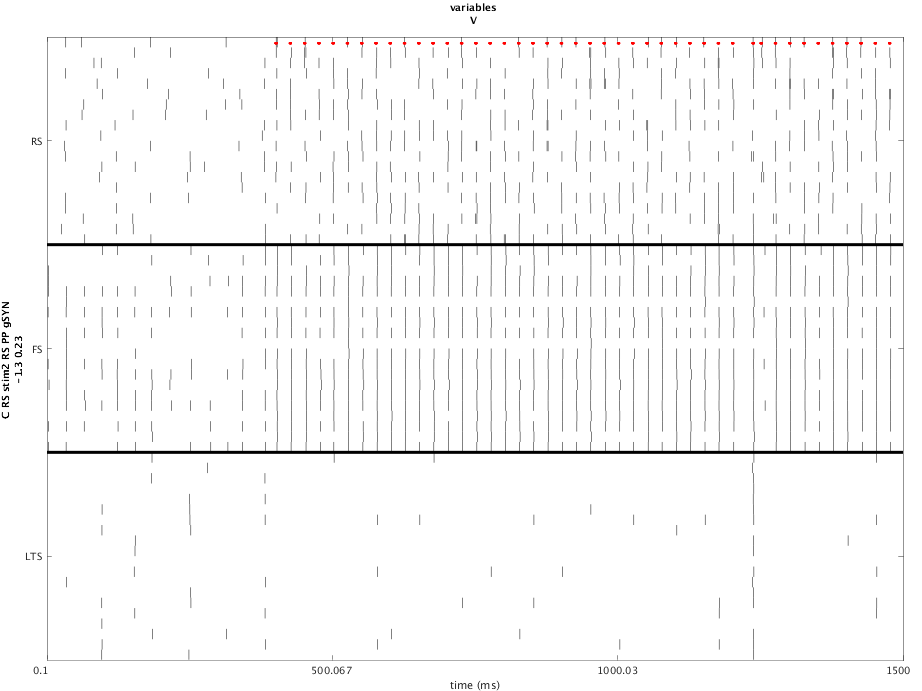 variables
V
C RS stim2 RS PP gSYN
-1.3 0.23
RS
FS
LTS
0.1
500.067
1000.03
1500
time (ms)